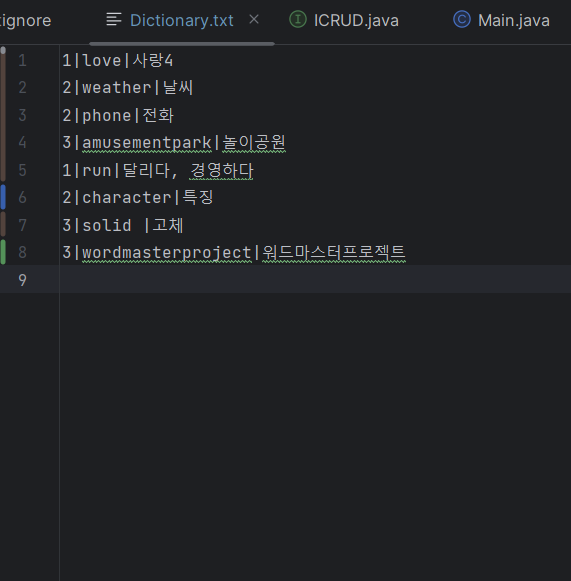 ignore Dictionary.txt ICRUD.java Main.java
1 1|love|사랑4
2 2|weather|날씨
3 2|phone|전화
4 3|amusementpark|놀이공원
5 1|run|달리다, 경영하다
6 2|character|특징
7 3|solid |고체
8 3|wordmasterproject|워드마스터프로젝트
9